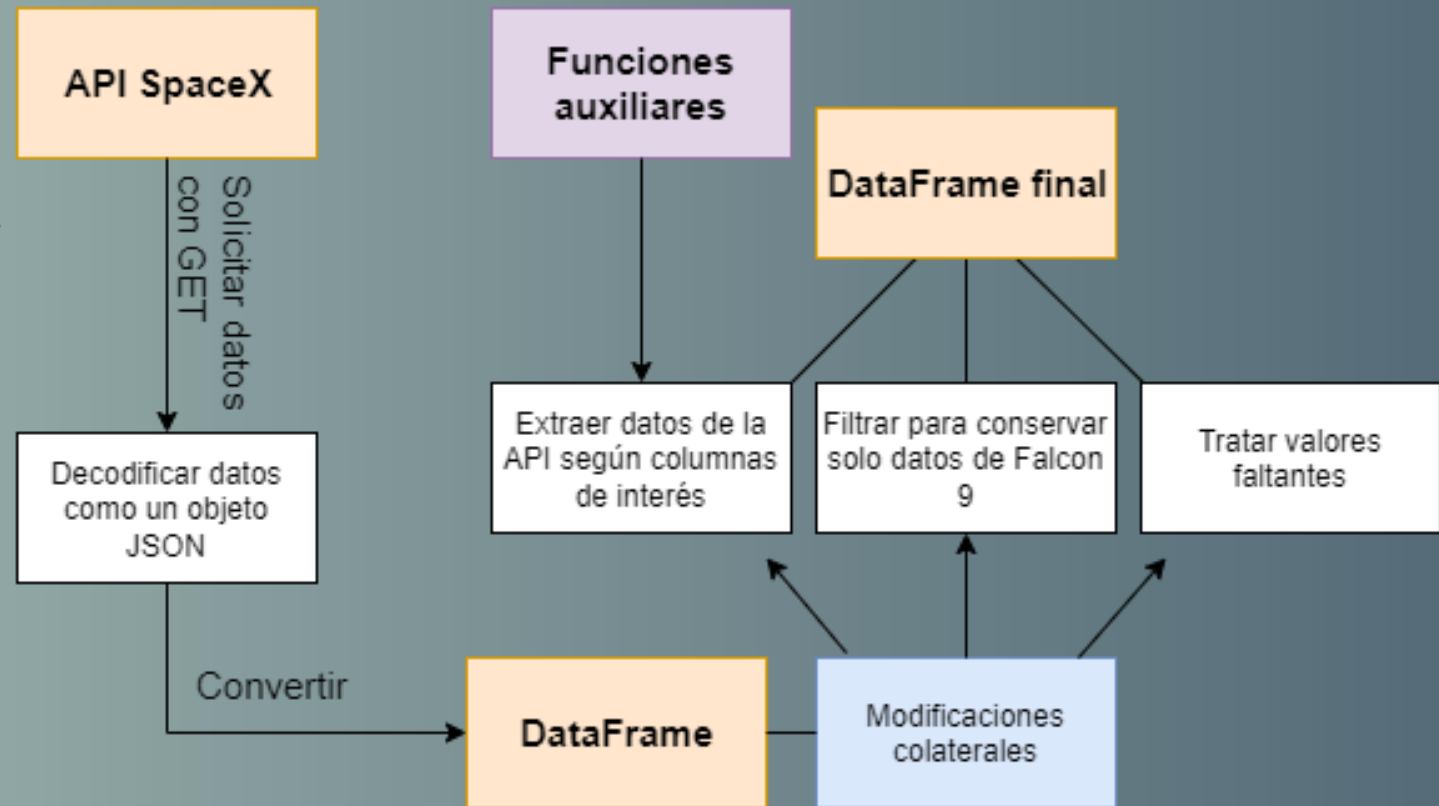 API SpaceX
Solicitar datos
con GET
Decodificar datos
como un objeto
JSON
Convertir
DataFrame
Modificaciones
colaterales
Funciones
auxiliares
Extraer datos de la
API según columnas
de interés
Filtrar para conservar
solo datos de Falcon
9
Tratar valores
faltantes
DataFrame final